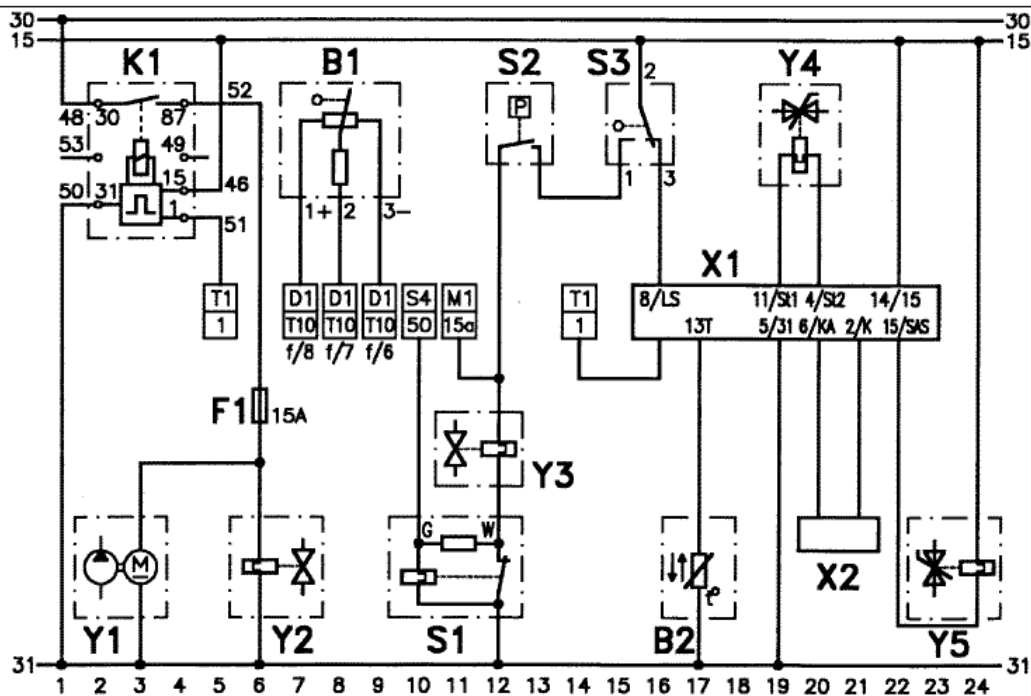 30 30
15 15
K1 B1 S2 S3 Y4
2
52
P
48 30 87
53 49
15 46
50 31
1 51
1+ 2 3-
1 3
X1
T1 D1 D1 D1 S4 M1 T1
1 T10 T10 T10 50 15a 1
f/8 f/7 f/6
8/LS 11/St1 4/St2 14/15
13T 5/31 6/KA 2/K 15/SAS
F1 15A
Y3
G W
M
t°
X2
Y1 Y2 S1 B2 Y5
31 31
1 2 3 4 5 6 7 8 9 10 11 12 13 14 15 16 17 18 19 20 21 22 23 24